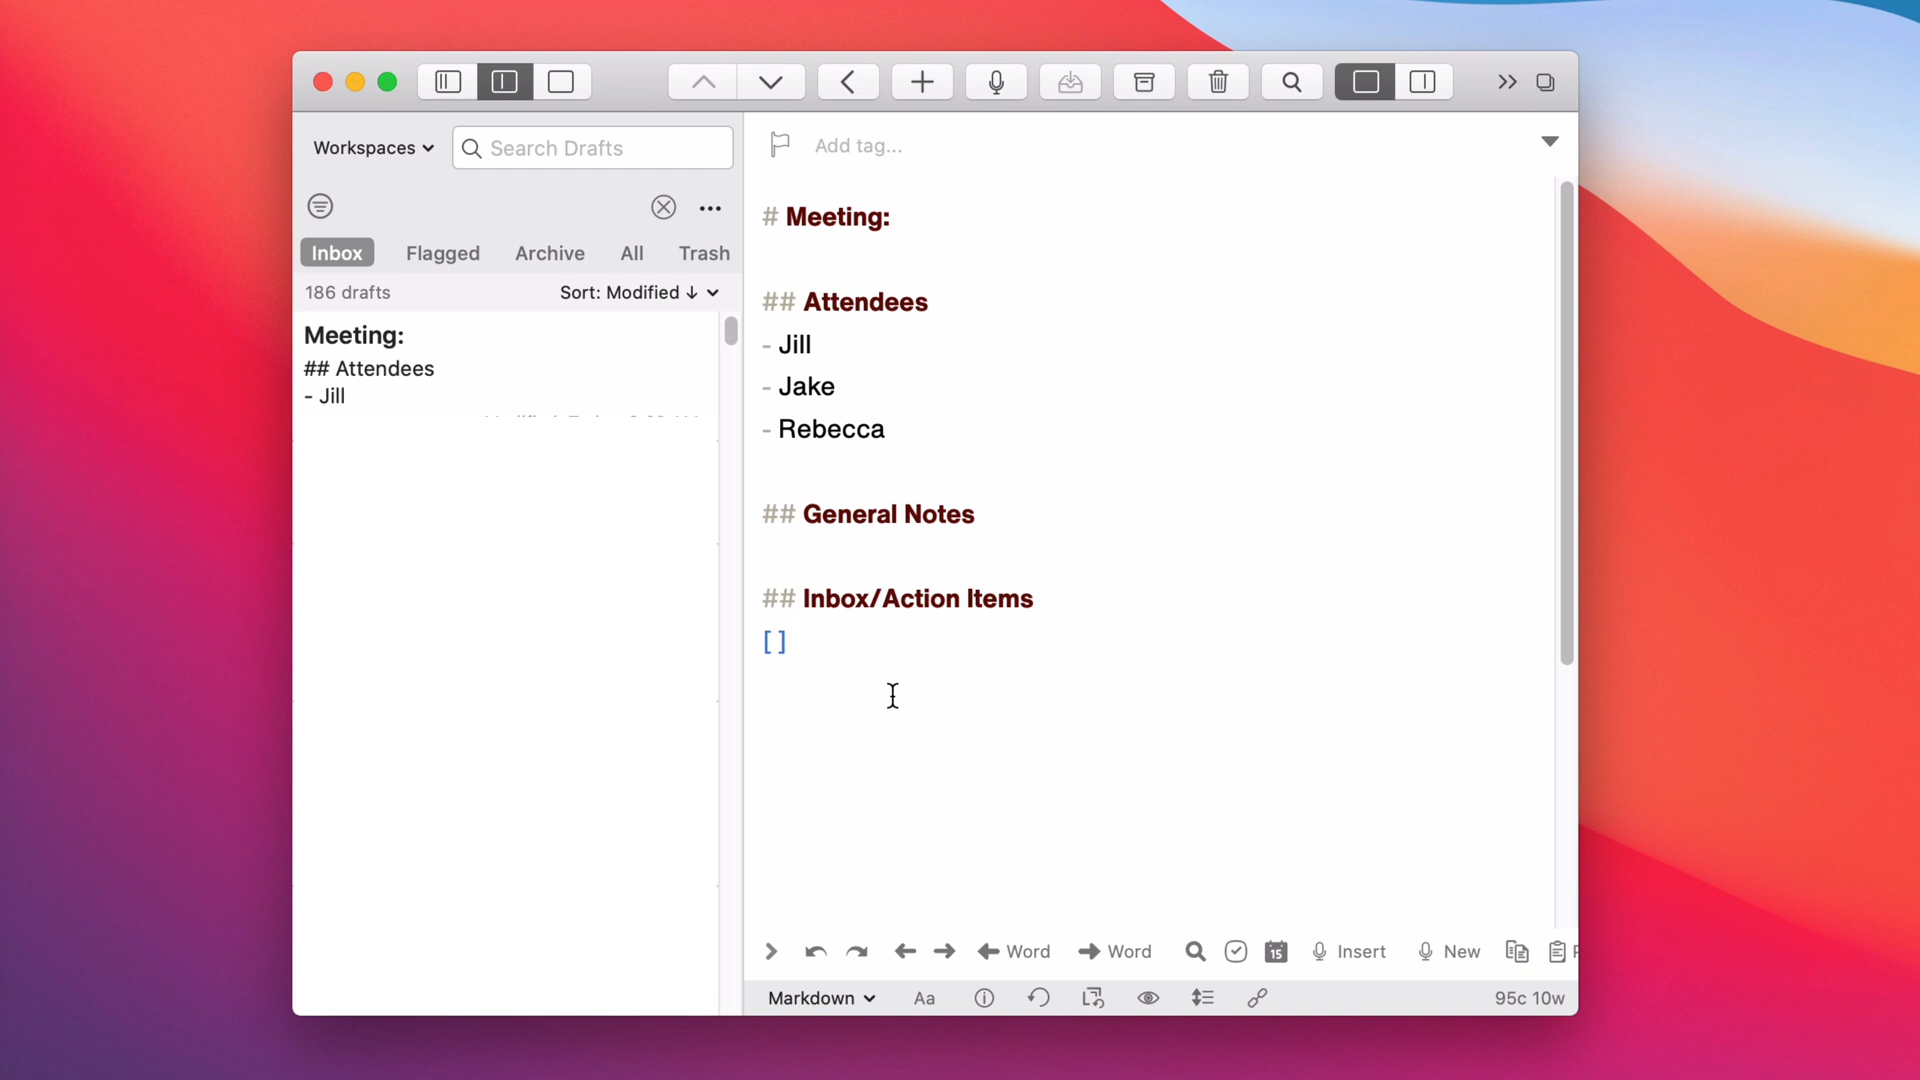 Workspaces
Search Drafts
Inbox Flagged Archive All Trash
186 drafts Sort: Modified ↓
Meeting:
## Attendees
- Jill
Add tag...
# Meeting:
## Attendees
- Jill
- Jake
- Rebecca
## General Notes
## Inbox/Action Items
[ ]
Word Word 15 Insert New
Markdown Aa 95c 10w